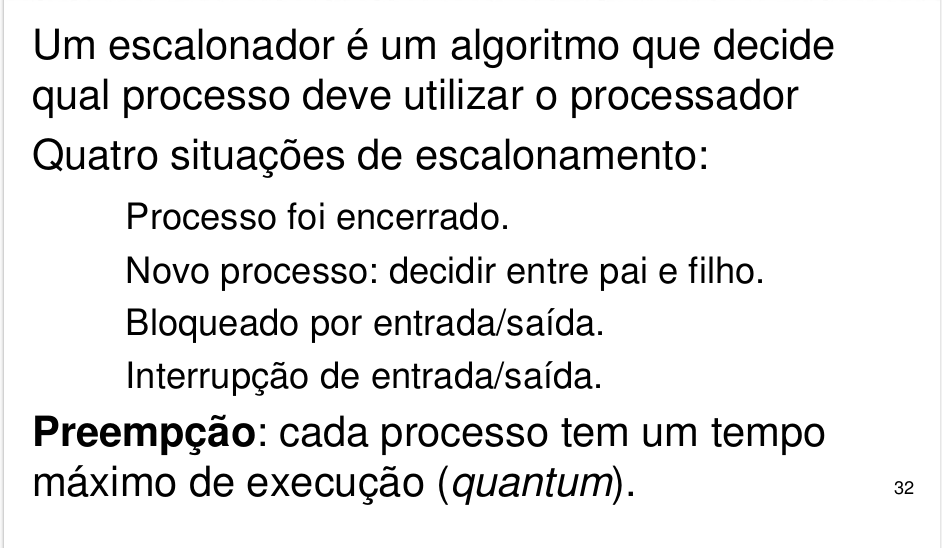 Um escalonador é um algoritmo que decide
qual processo deve utilizar o processador
Quatro situações de escalonamento:
Processo foi encerrado.
Novo processo: decidir entre pai e filho.
Bloqueado por entrada/saída.
Interrupção de entrada/saída.
Preempção: cada processo tem um tempo
máximo de execução (quantum).
32